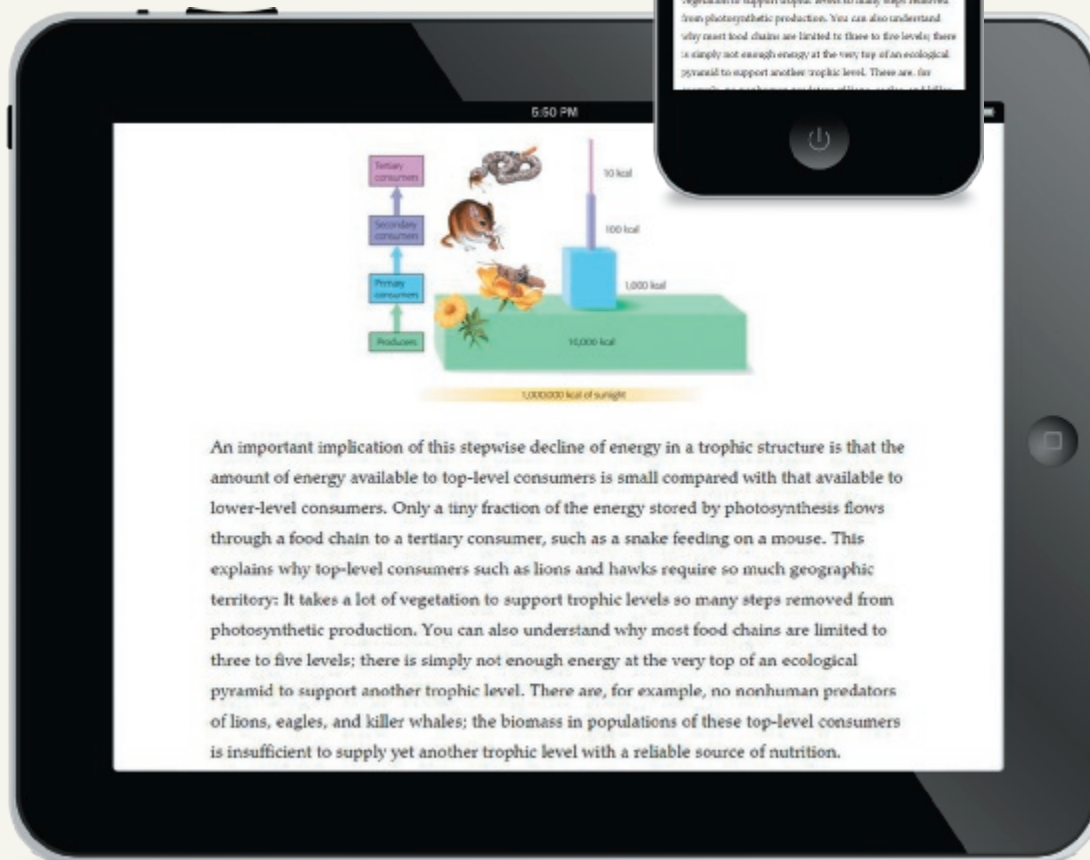 vegetation to support trophic levels so many steps removed
from photosynthetic production. You can also understand
why most food chains are limited to three to five levels; there
is simply not enough energy at the very top of an ecological
pyramid to support another trophic level. There are, for
5:50 PM
Tertiary
consumers
10 kcal
Secondary
consumers
100 kcal
Primary
consumers
1,000 kcal
Producers
10,000 kcal
1,000,000 kcal of sunlight
An important implication of this stepwise decline of energy in a trophic structure is that the
amount of energy available to top-level consumers is small compared with that available to
lower-level consumers. Only a tiny fraction of the energy stored by photosynthesis flows
through a food chain to a tertiary consumer, such as a snake feeding on a mouse. This
explains why top-level consumers such as lions and hawks require so much geographic
territory: It takes a lot of vegetation to support trophic levels so many steps removed from
photosynthetic production. You can also understand why most food chains are limited to
three to five levels; there is simply not enough energy at the very top of an ecological
pyramid to support another trophic level. There are, for example, no nonhuman predators
of lions, eagles, and killer whales; the biomass in populations of these top-level consumers
is insufficient to supply yet another trophic level with a reliable source of nutrition.